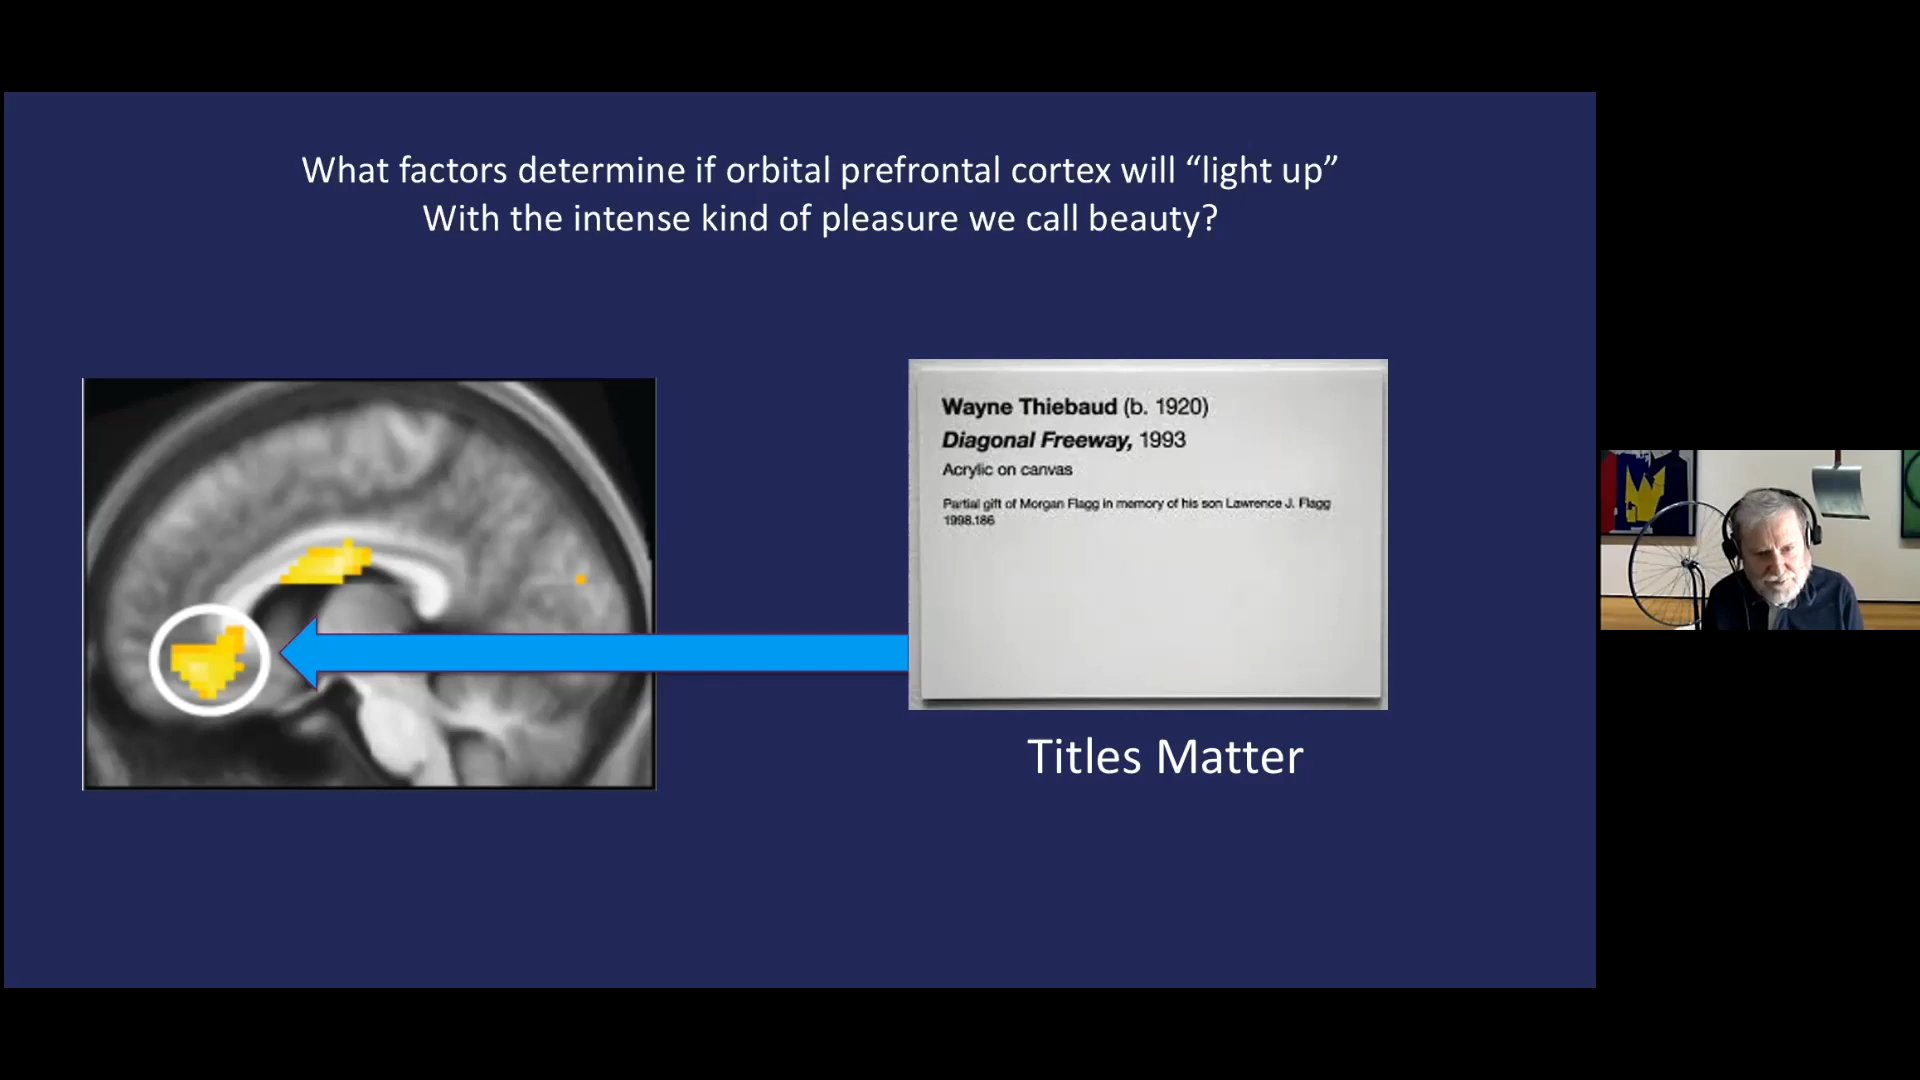 What factors determine if orbital prefrontal cortex will “light up”
With the intense kind of pleasure we call beauty?
Wayne Thiebaud (b. 1920)
Diagonal Freeway, 1993
Acrylic on canvas
Partial gift of Morgan Flagg in memory of his son Lawrence J. Flagg
1998.186
Titles Matter